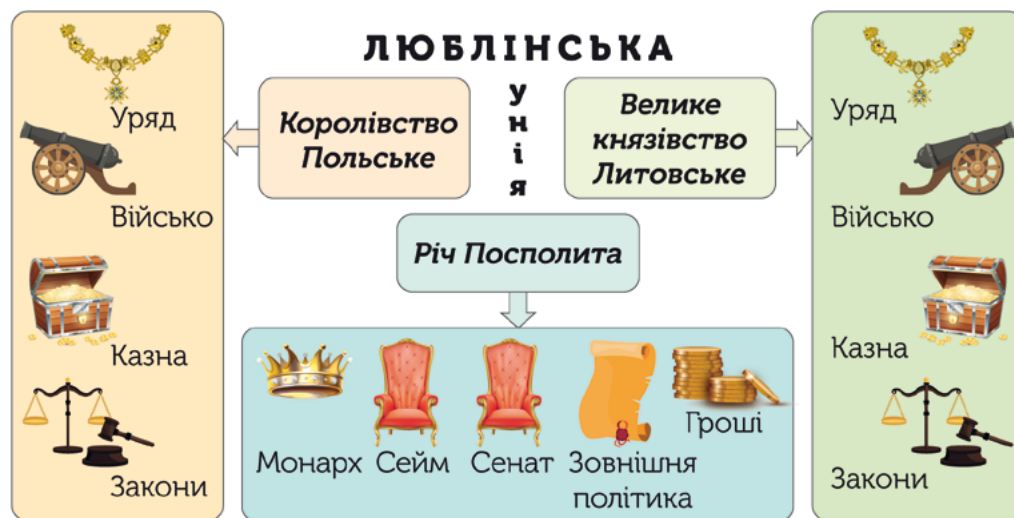 ЛЮБЛІНСЬКА
Унія
Королівство
Польське
Велике
князівство
Литовське
Уряд
Військо
Казна
Закони
Річ Посполита
Монарх
Сейм
Сенат
Зовнішня
політика
Гроші
Уряд
Військо
Казна
Закони